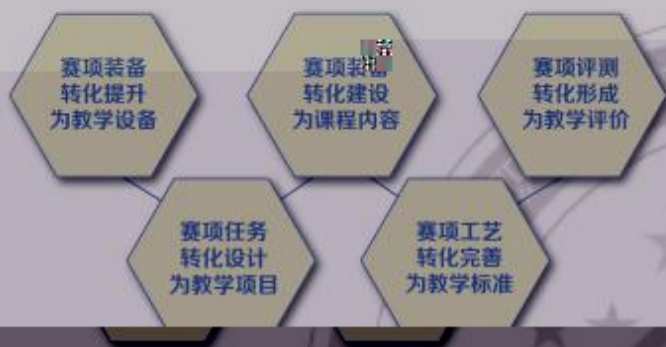 赛项装备
转化提升
为教学设备
赛项装
转化建设
为课程内容
赛项评测
转化形成
为教学评价
赛项任务
转化设计
为教学项目
赛项工艺
转化完善
为教学标准